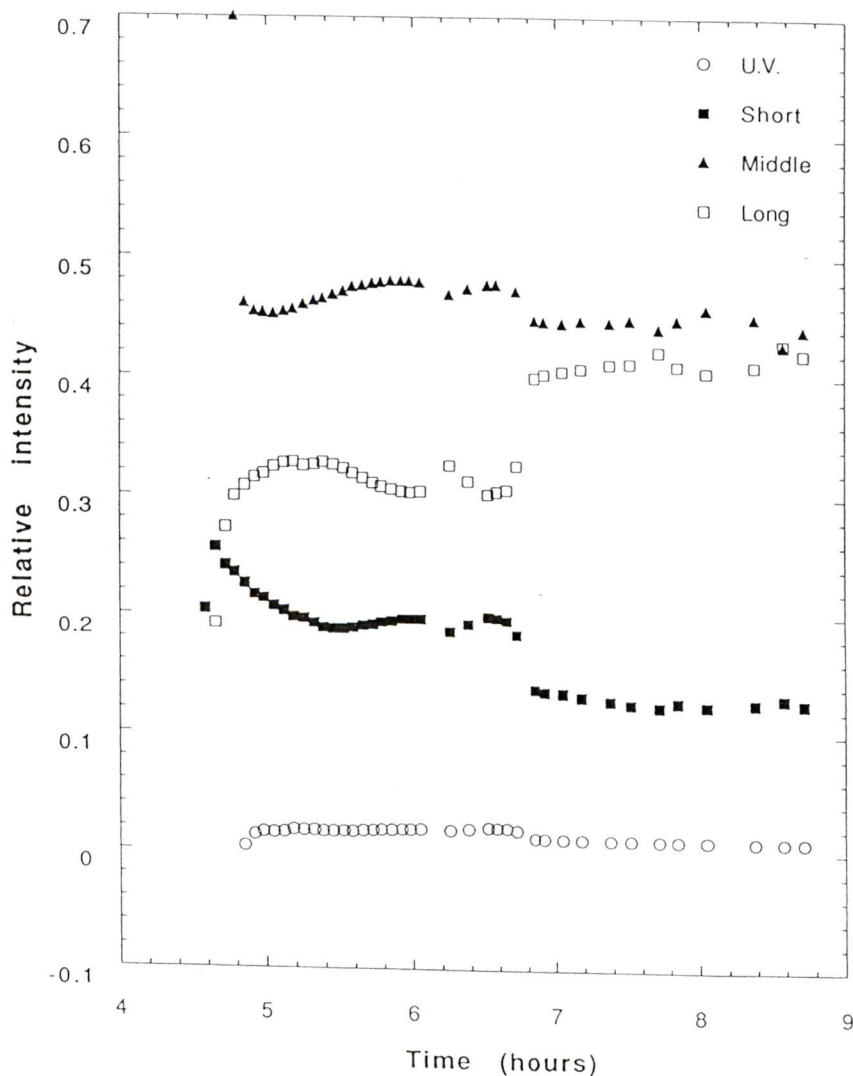 0.7
0.6
0.5
0.4
0.3
0.2
0.1
0
-0.1
Relative intensity
U.V.
Short
Middle
Long
4 5 6 7 8 9
Time (hours)